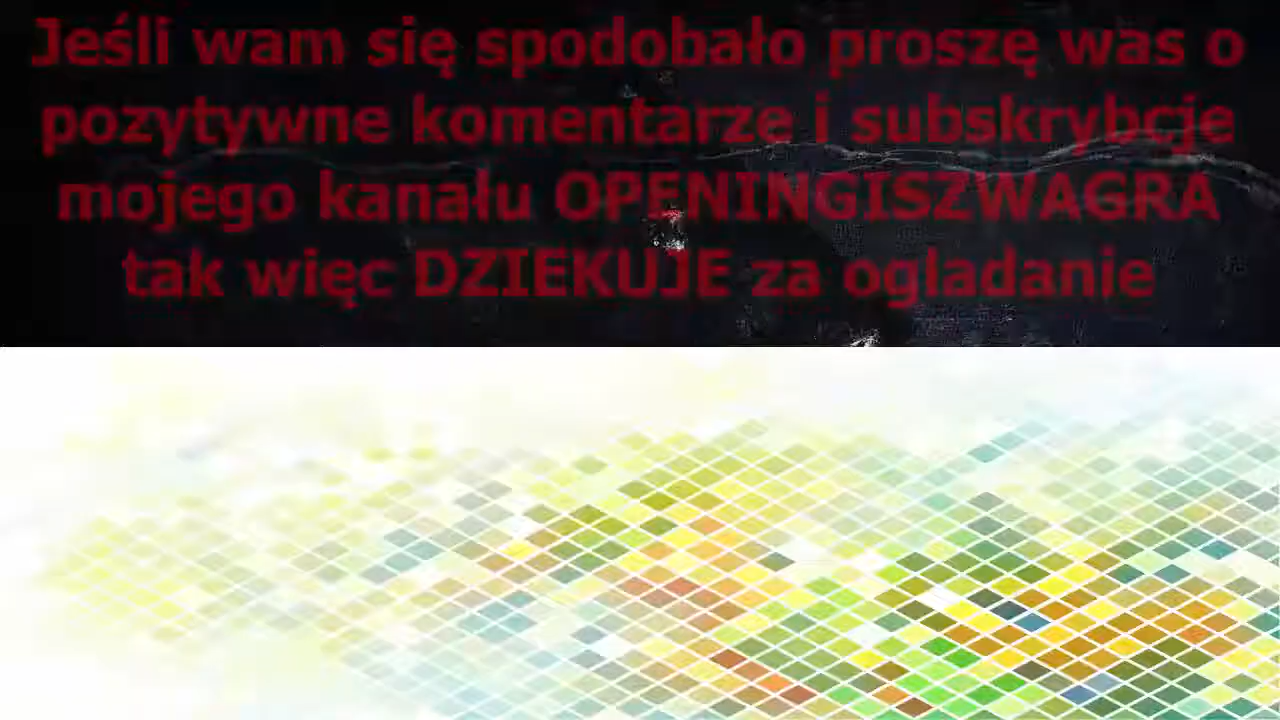 Jeśli wam się spodobało proszę was o
pozytywne komentarze i subskrybcje
mojego kanału OPENINGISZWAGRA
tak więc DZIEKUJE za ogladanie